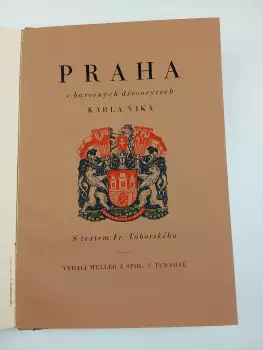 PRAHA
v barevných dřevorytech
KARLA VIKA
S textem Fr. Táborského
VYDALI MÜLLER A SPOL. V TURNOVĚ